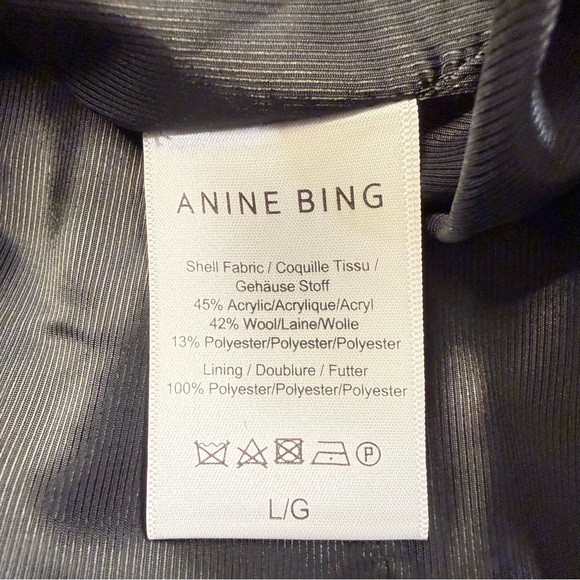 ANINE BING
Shell Fabric / Coquille Tissu /
Gehäuse Stoff
45% Acrylic/Acrylique/Acryl
42% Wool/Laine/Wolle
13% Polyester/Polyester/Polyester
Lining / Doublure / Futter
100% Polyester/Polyester/Polyester
P
L/G